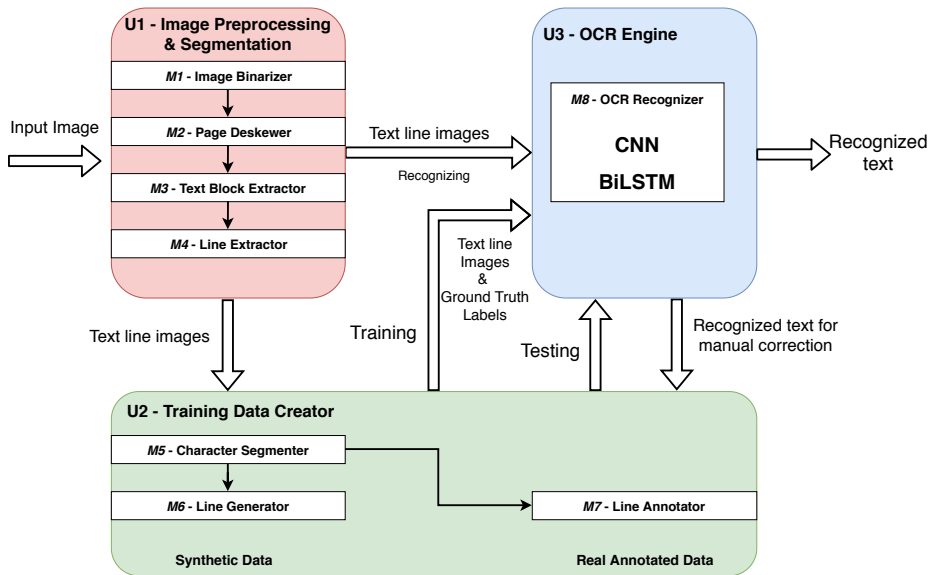 U1 - Image Preprocessing
& Segmentation
M1 - Image Binarizer
M2 - Page Deskewer
M3 - Text Block Extractor
M4 - Line Extractor
Input Image
Text line images
Recognizing
U3 - OCR Engine
M8 - OCR Recognizer
CNN
BiLSTM
Recognized
text
Text line images
Training
Text line
Images
&
Ground Truth
Labels
Testing
Recognized text for
manual correction
U2 - Training Data Creator
M5 - Character Segmenter
M6 - Line Generator
M7 - Line Annotator
Synthetic Data
Real Annotated Data